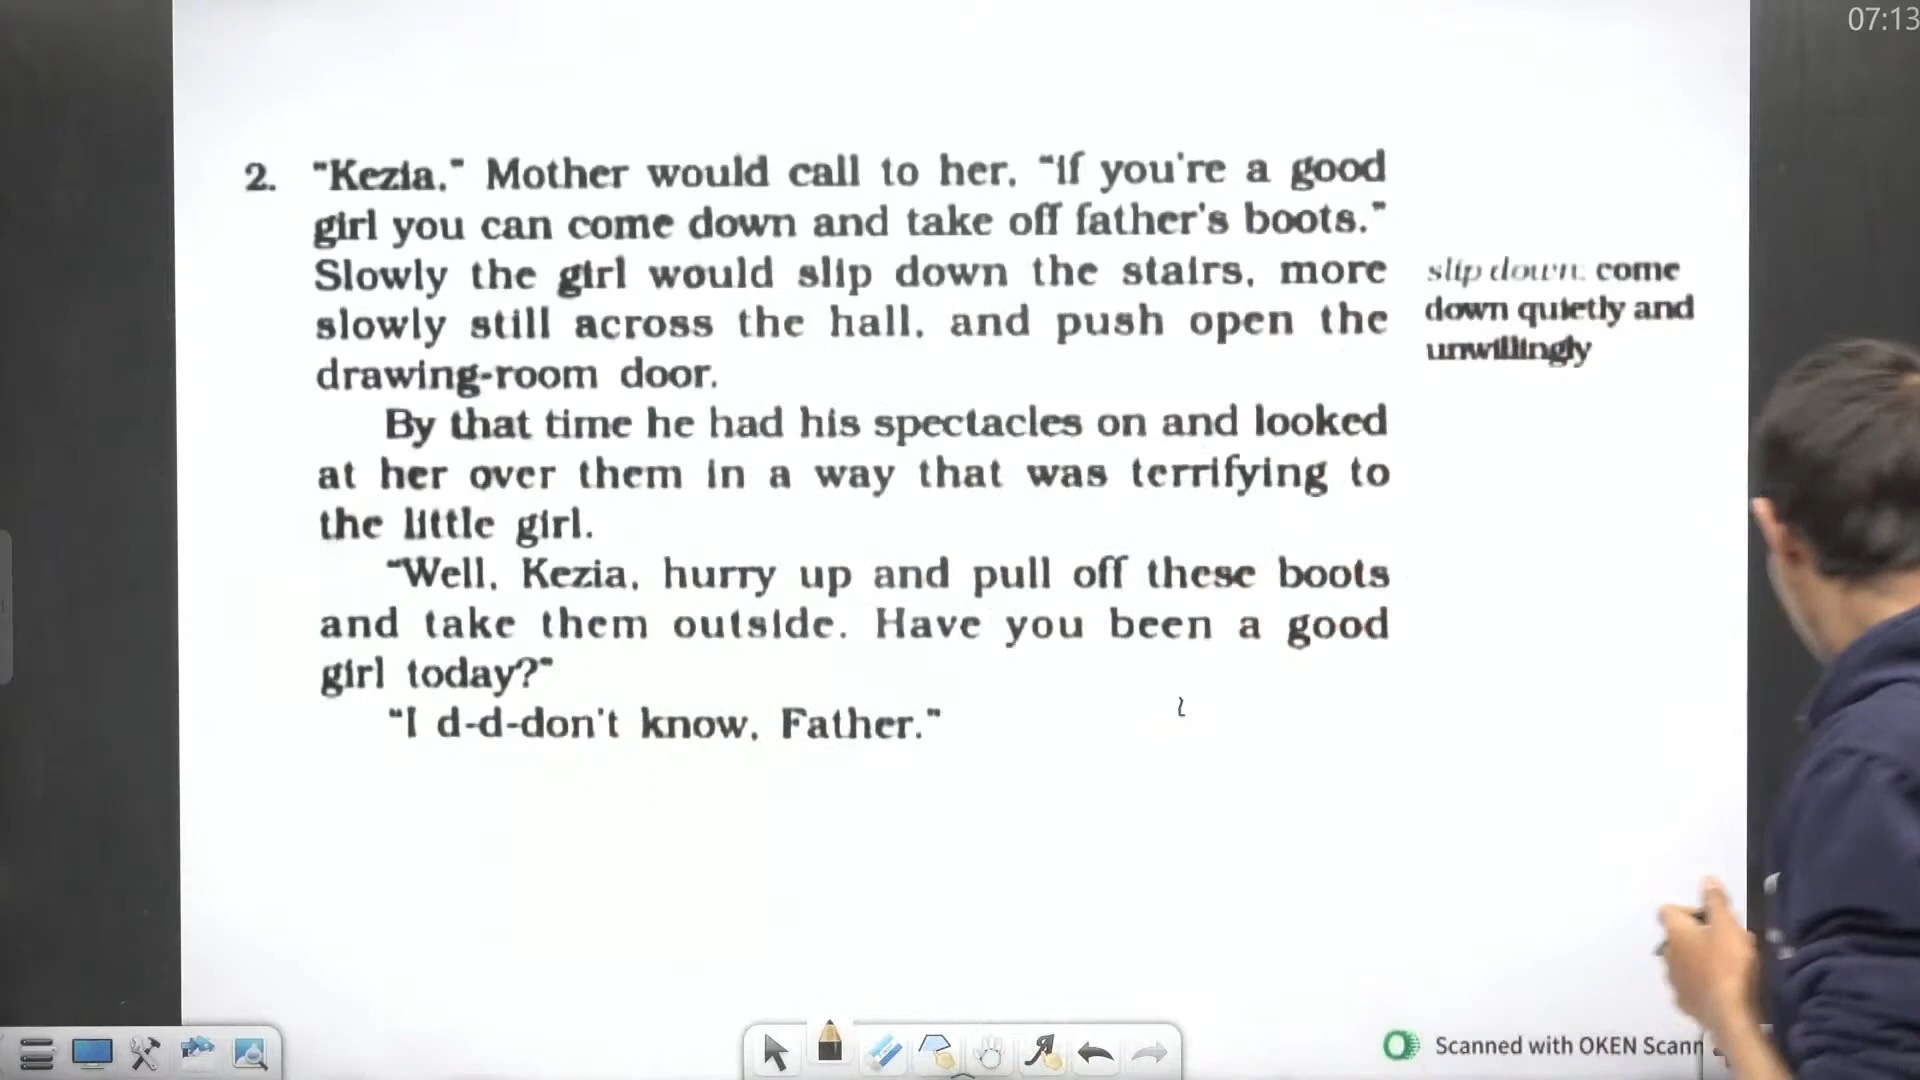 07:13
2. "Kezia," Mother would call to her, "if you're a good
girl you can come down and take off father's boots."
Slowly the girl would slip down the stairs, more
slowly still across the hall, and push open the
drawing-room door.
slip down: come
down quietly and
unwillingly
By that time he had his spectacles on and looked
at her over them in a way that was terrifying to
the little girl.
"Well, Kezia, hurry up and pull off these boots
and take them outside. Have you been a good
girl today?"
"I d-d-don't know, Father."
Scanned with OKEN Scann